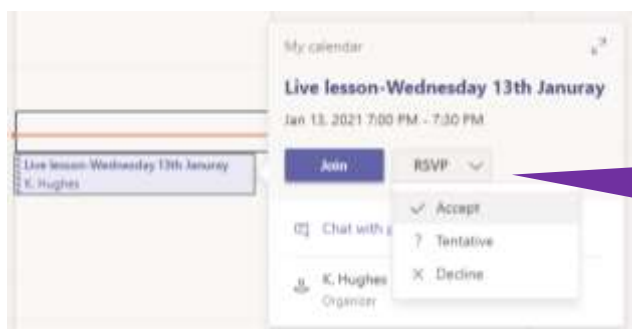 My calendar
Live lesson-Wednesday 13th Januray
Jan 13, 2021 7:00 PM - 7:30 PM
Live lesson-Wednesday 13th Januray
K. Hughes
Join
RSVP
Accept
Chat with
? Tentative
Decline
K. Hughes
Organizer